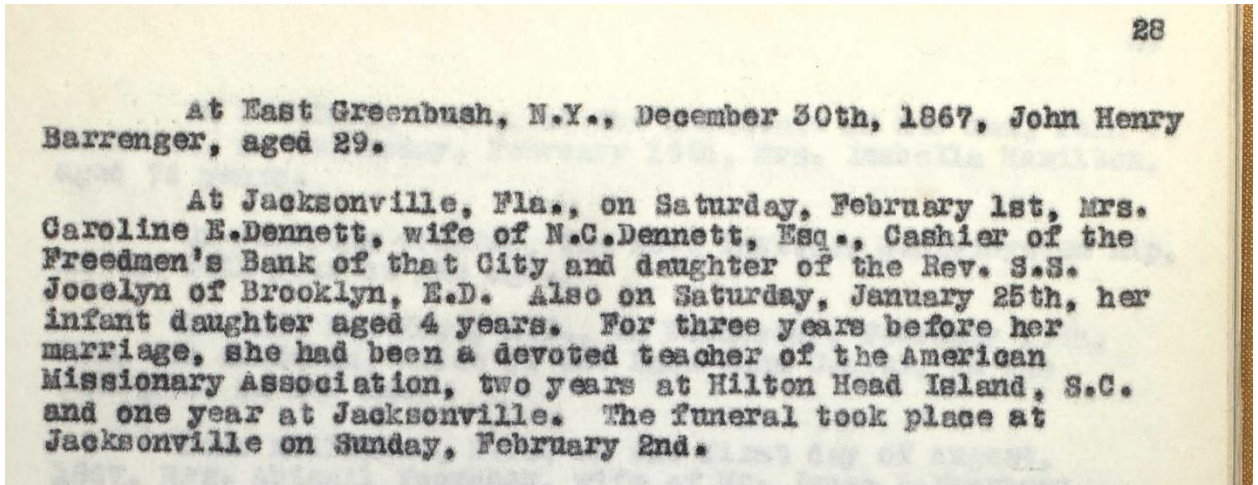 28
At East Greenbush, N.Y., December 30th, 1867, John Henry
Barrenger, aged 29.
At Jacksonville, Fla., on Saturday, February 1st, Mrs.
Caroline E.Dennett, wife of N.C.Dennett, Esq., Cashier of the
Freedmen's Bank of that City and daughter of the Rev. S.S.
Jocelyn of Brooklyn, E.D. Also on Saturday, January 25th, her
infant daughter aged 4 years. For three years before her
marriage, she had been a devoted teacher of the American
Missionary Association, two years at Hilton Head Island, S.C.
and one year at Jacksonville. The funeral took place at
Jacksonville on Sunday, February 2nd.